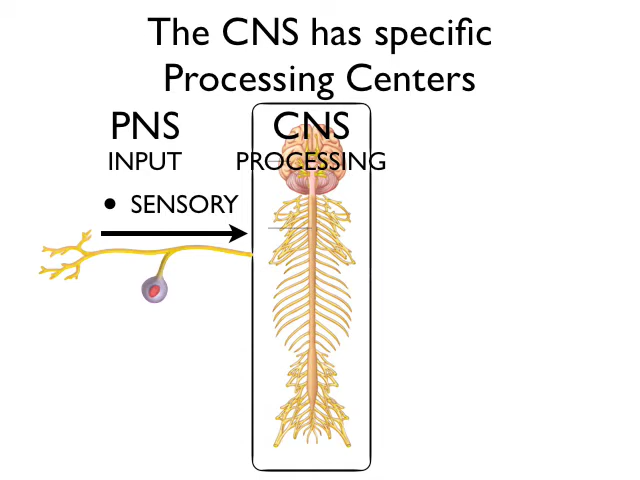 The CNS has specific
Processing Centers
PNS
INPUT
• SENSORY
CNS
PROCESSING